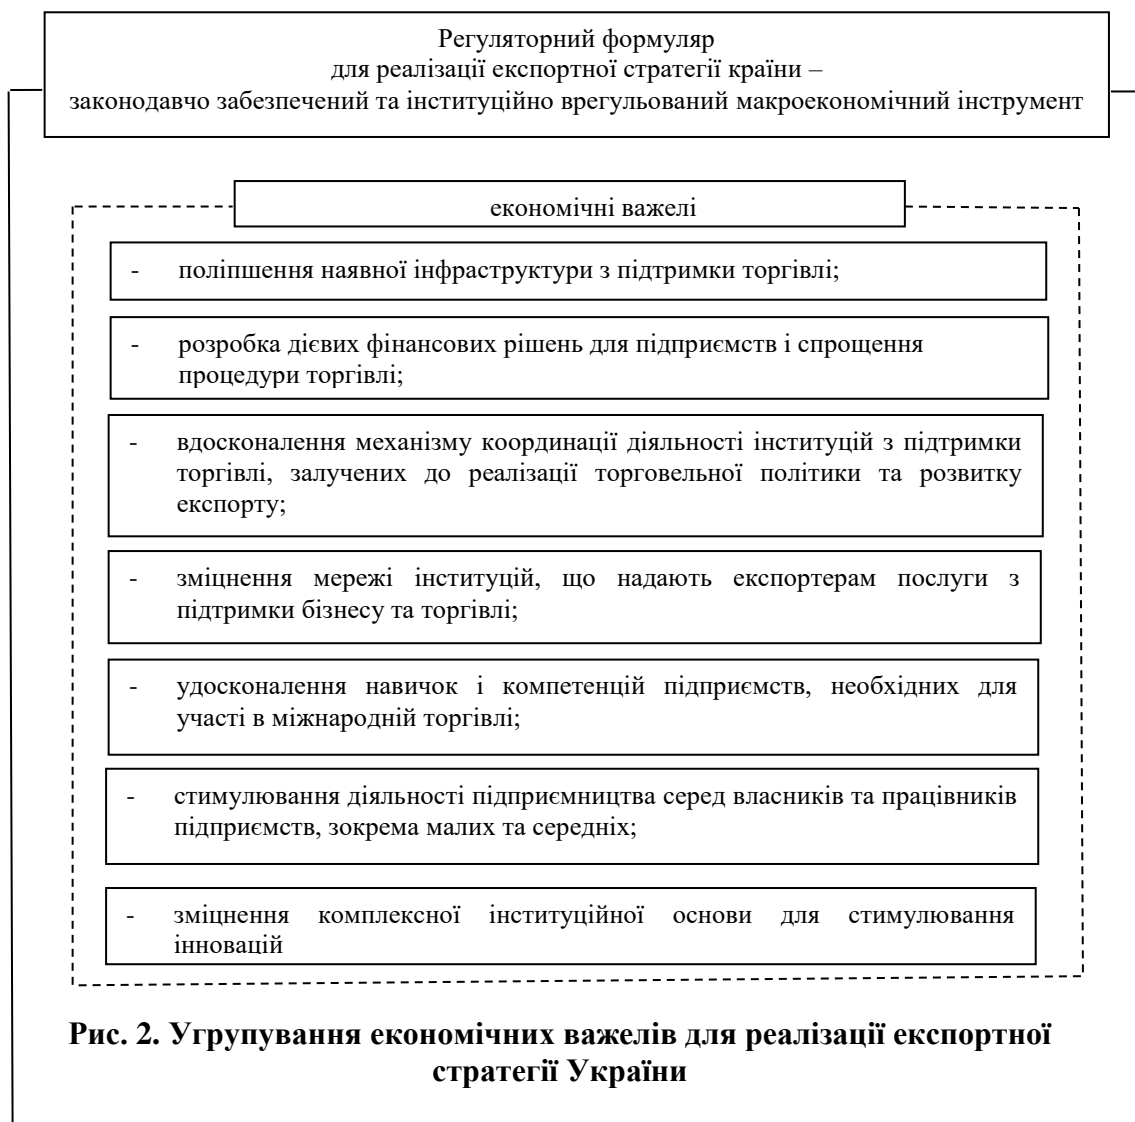 Регуляторний формуляр
для реалізації експортної стратегії країни –
законодавчо забезпечений та інституційно врегульований макроекономічний інструмент
економічні важелі
- поліпшення наявної інфраструктури з підтримки торгівлі;
- розробка дієвих фінансових рішень для підприємств і спрощення
процедури торгівлі;
- вдосконалення механізму координації діяльності інституцій з підтримки
торгівлі, залучених до реалізації торговельної політики та розвитку
експорту;
- зміцнення мережі інституцій, що надають експортерам послуги з
підтримки бізнесу та торгівлі;
- удосконалення навичок і компетенцій підприємств, необхідних для
участі в міжнародній торгівлі;
- стимулювання діяльності підприємництва серед власників та працівників
підприємств, зокрема малих та середніх;
- зміцнення комплексної інституційної основи для стимулювання
інновацій
Рис. 2. Угрупування економічних важелів для реалізації експортної
стратегії України